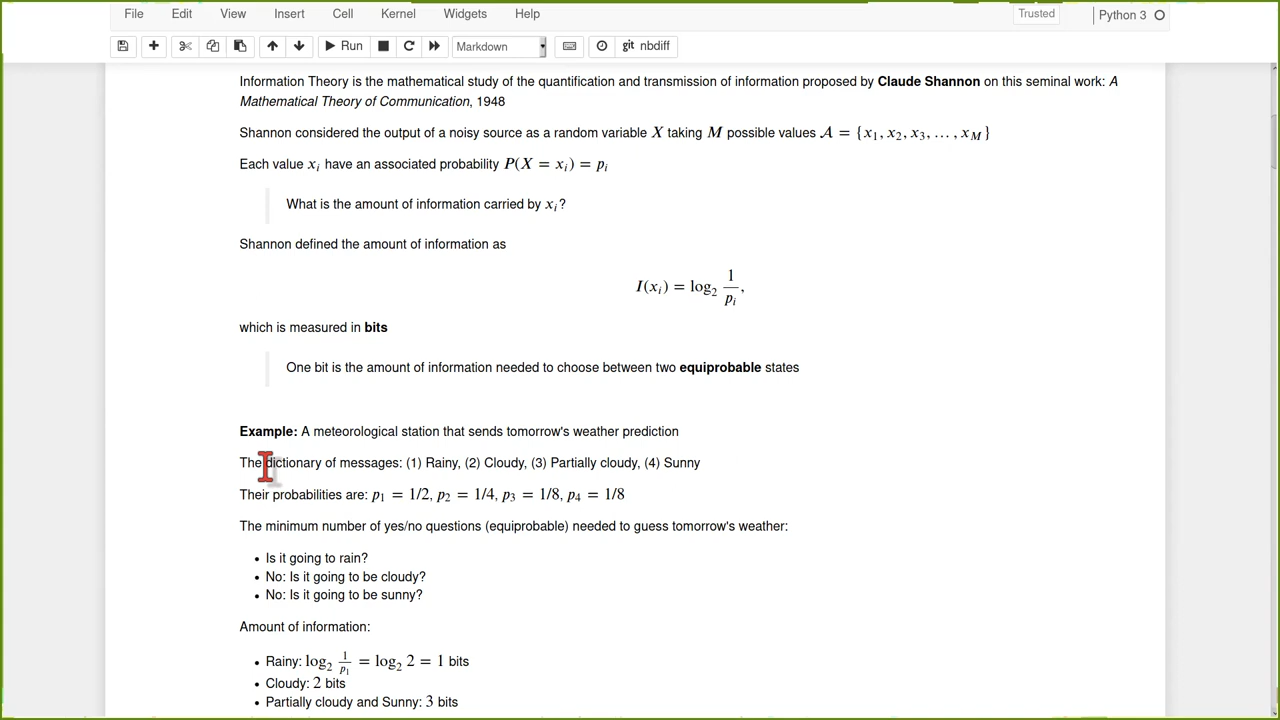 File Edit View Insert Cell Kernel Widgets Help Trusted Python 3
Run Markdown git nbdiff
Information Theory is the mathematical study of the quantification and transmission of information proposed by Claude Shannon on this seminal work: A
Mathematical Theory of Communication, 1948
Shannon considered the output of a noisy source as a random variable X taking M possible values 𝒜 = {x₁, x₂, x₃, …, x_M}
Each value xᵢ have an associated probability P(X = xᵢ) = pᵢ
What is the amount of information carried by xᵢ?
Shannon defined the amount of information as
I(xᵢ) = log₂ 1/pᵢ,
which is measured in bits
One bit is the amount of information needed to choose between two equiprobable states
Example: A meteorological station that sends tomorrow's weather prediction
The dictionary of messages: (1) Rainy, (2) Cloudy, (3) Partially cloudy, (4) Sunny
Their probabilities are: p₁ = 1/2, p₂ = 1/4, p₃ = 1/8, p₄ = 1/8
The minimum number of yes/no questions (equiprobable) needed to guess tomorrow's weather:
• Is it going to rain?
• No: Is it going to be cloudy?
• No: Is it going to be sunny?
Amount of information:
• Rainy: log₂ 1/p₁ = log₂ 2 = 1 bits
• Cloudy: 2 bits
• Partially cloudy and Sunny: 3 bits